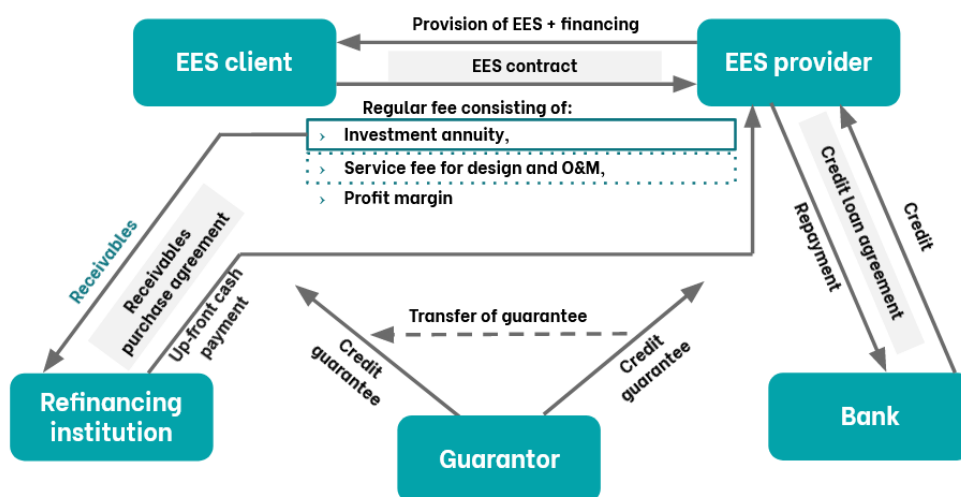 Provision of EES + financing
EES client
EES provider
EES contract
Regular fee consisting of:
› Investment annuity,
› Service fee for design and O&M,
› Profit margin
Receivables
Receivables
purchase agreement
Up-front cash
payment
Repayment
Credit loan agreement
Credit
Transfer of guarantee
Credit
guarantee
Credit
guarantee
Refinancing
institution
Guarantor
Bank